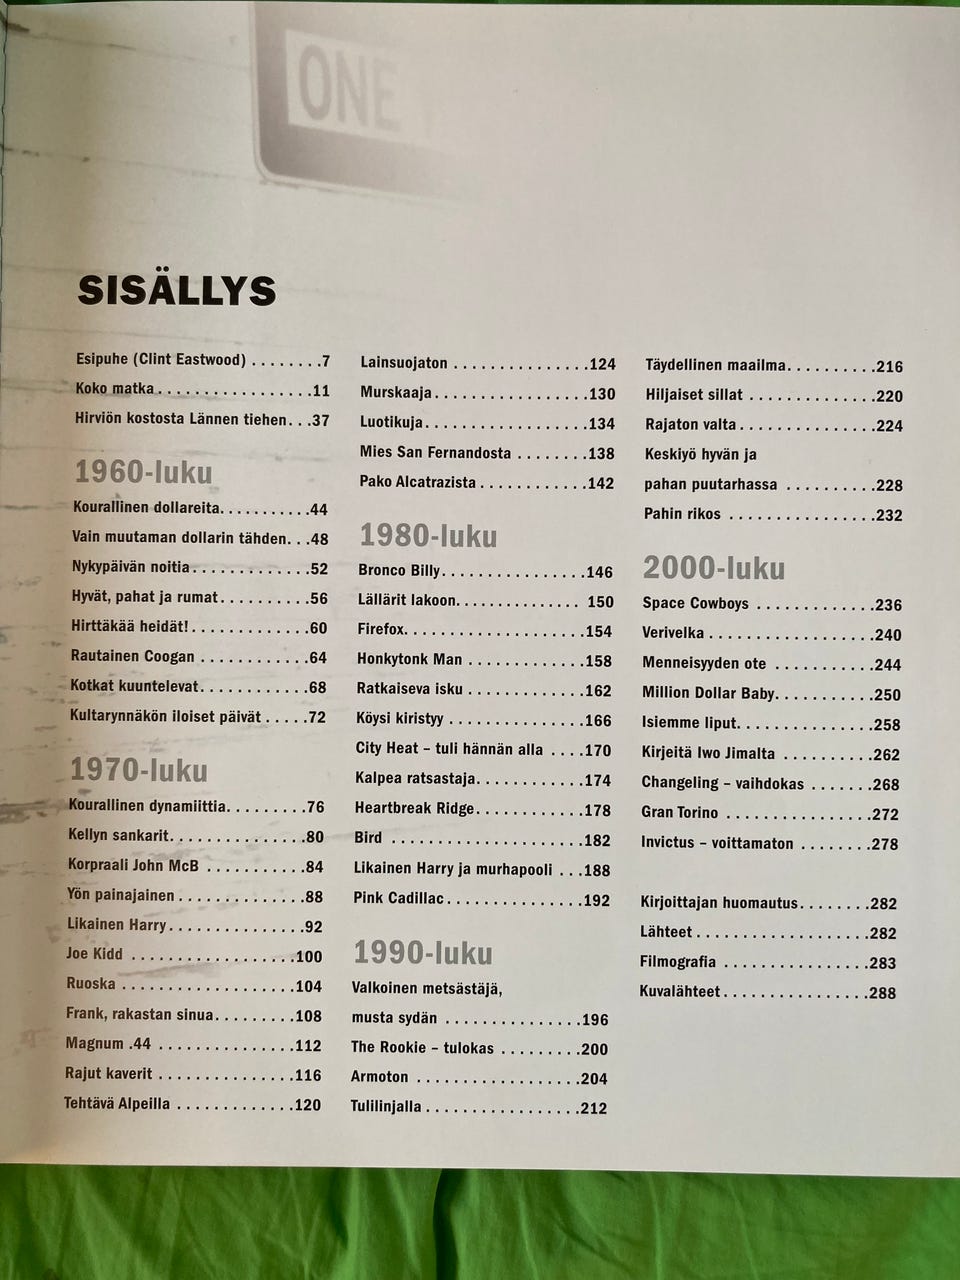 ONE
SISÄLLYS
Esipuhe (Clint Eastwood) . . . . . . . .7
Koko matka . . . . . . . . . . . . . . . . .11
Hirviön kostosta Lännen tiehen. . .37
1960-luku
Kourallinen dollareita. . . . . . . . . . .44
Vain muutaman dollarin tähden. . .48
Nykypäivän noitia . . . . . . . . . . . . .52
Hyvät, pahat ja rumat . . . . . . . . . .56
Hirttäkää heidät! . . . . . . . . . . . . .60
Rautainen Coogan . . . . . . . . . . . .64
Kotkat kuuntelevat. . . . . . . . . . . .68
Kultarynnäkön iloiset päivät . . . . .72
1970-luku
Kourallinen dynamiittia. . . . . . . . .76
Kellyn sankarit. . . . . . . . . . . . . . .80
Korpraali John McB . . . . . . . . . . .84
Yön painajainen . . . . . . . . . . . . . .88
Likainen Harry . . . . . . . . . . . . . . .92
Joe Kidd . . . . . . . . . . . . . . . . . .100
Ruoska . . . . . . . . . . . . . . . . . . .104
Frank, rakastan sinua. . . . . . . . .108
Magnum .44 . . . . . . . . . . . . . . .112
Rajut kaverit . . . . . . . . . . . . . . .116
Tehtävä Alpeilla . . . . . . . . . . . . .120
Lainsuojaton . . . . . . . . . . . . . . .124
Murskaaja . . . . . . . . . . . . . . . . .130
Luotikuja. . . . . . . . . . . . . . . . . .134
Mies San Fernandosta . . . . . . . .138
Pako Alcatrazista . . . . . . . . . . . .142
1980-luku
Bronco Billy . . . . . . . . . . . . . . . .146
Lällärit lakoon. . . . . . . . . . . . . . 150
Firefox. . . . . . . . . . . . . . . . . . . .154
Honkytonk Man . . . . . . . . . . . . .158
Ratkaiseva isku . . . . . . . . . . . . .162
Köysi kiristyy . . . . . . . . . . . . . . .166
City Heat – tuli hännän alla . . . .170
Kalpea ratsastaja. . . . . . . . . . . .174
Heartbreak Ridge. . . . . . . . . . . .178
Bird . . . . . . . . . . . . . . . . . . . . .182
Likainen Harry ja murhapooli . . .188
Pink Cadillac . . . . . . . . . . . . . . .192
1990-luku
Valkoinen metsästäjä,
musta sydän . . . . . . . . . . . . . . .196
The Rookie – tulokas . . . . . . . . .200
Armoton . . . . . . . . . . . . . . . . . .204
Tulilinjalla . . . . . . . . . . . . . . . . .212
Täydellinen maailma. . . . . . . . . .216
Hiljaiset sillat . . . . . . . . . . . . . .220
Rajaton valta . . . . . . . . . . . . . . .224
Keskiyö hyvän ja
pahan puutarhassa . . . . . . . . . .228
Pahin rikos . . . . . . . . . . . . . . . .232
2000-luku
Space Cowboys . . . . . . . . . . . . .236
Verivelka . . . . . . . . . . . . . . . . . .240
Menneisyyden ote . . . . . . . . . . .244
Million Dollar Baby. . . . . . . . . . .250
Isiemme liput. . . . . . . . . . . . . . .258
Kirjeitä Iwo Jimalta . . . . . . . . . .262
Changeling – vaihdokas . . . . . . .268
Gran Torino . . . . . . . . . . . . . . . .272
Invictus – voittamaton . . . . . . . .278
Kirjoittajan huomautus. . . . . . . .282
Lähteet . . . . . . . . . . . . . . . . . . .282
Filmografia . . . . . . . . . . . . . . . .283
Kuvalähteet . . . . . . . . . . . . . . . .288